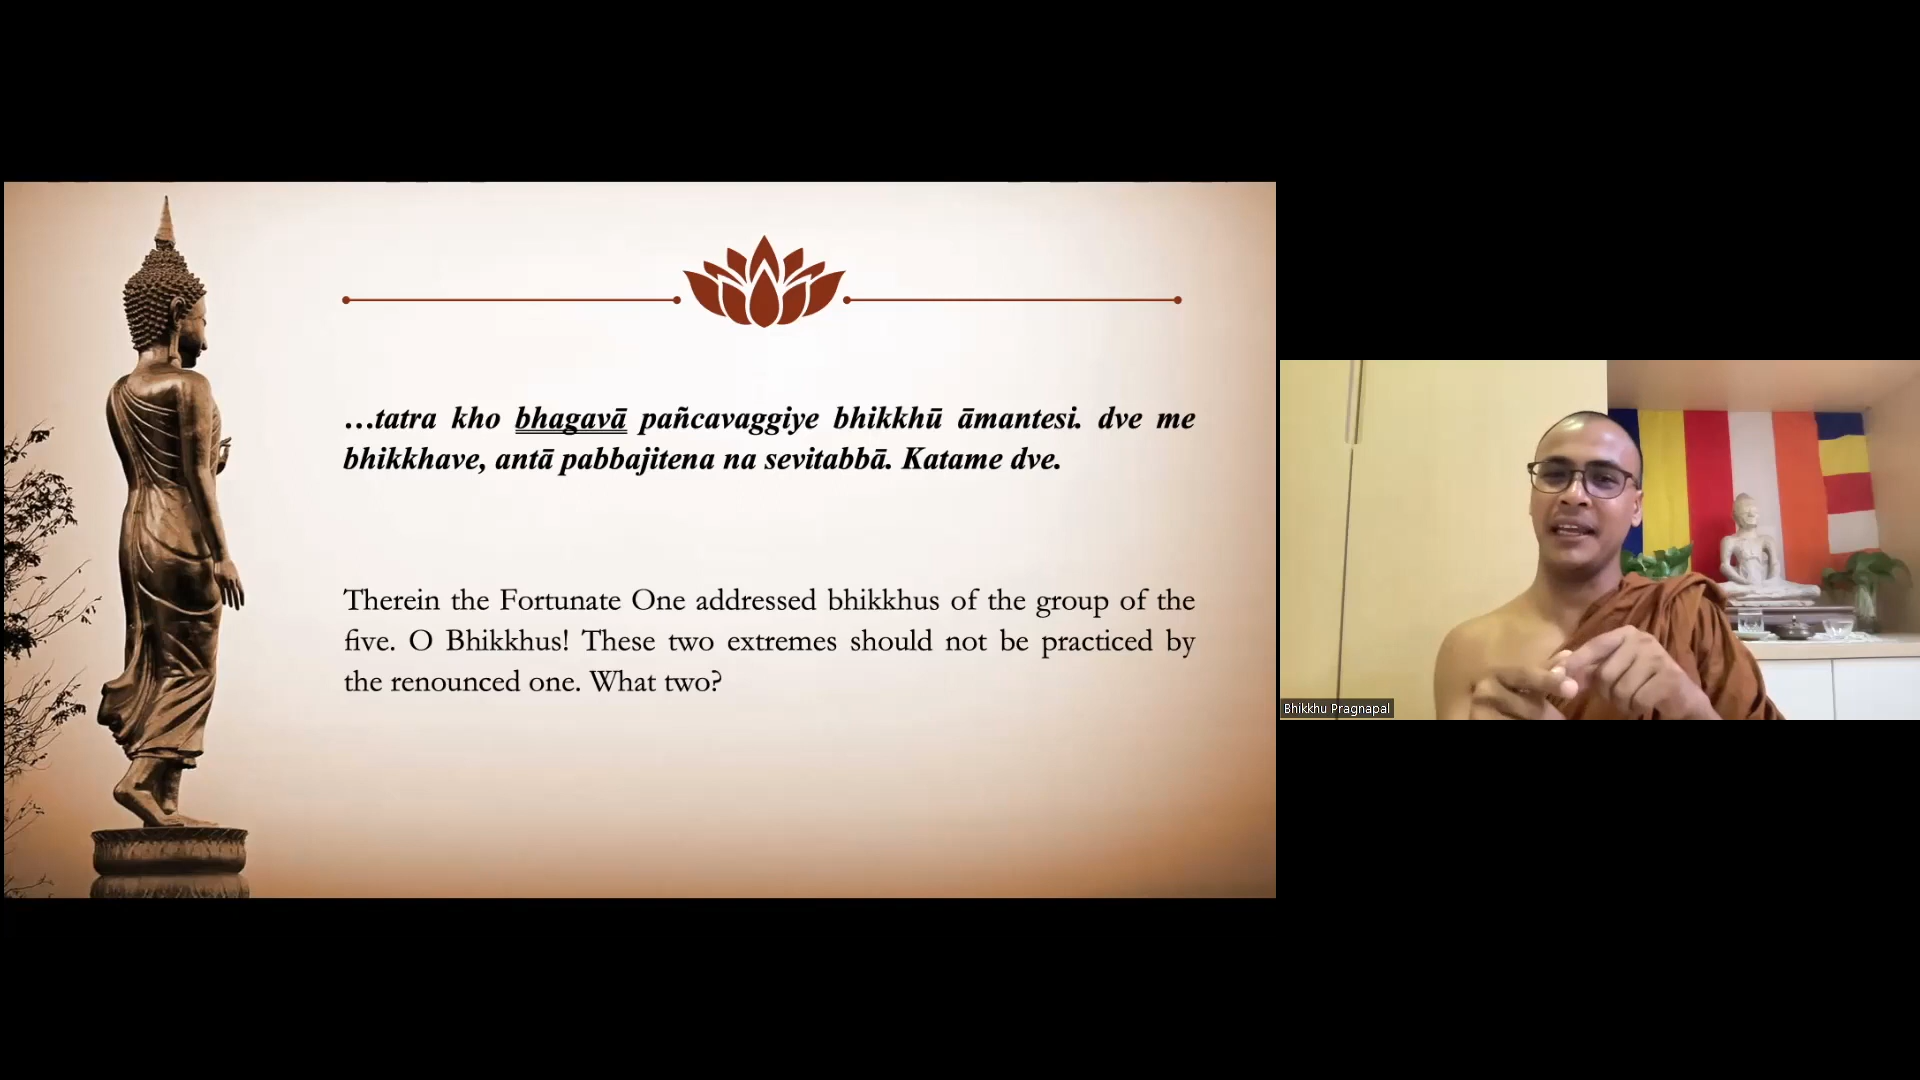 ...tatra kho bhagavā pañcavaggiye bhikkhū āmantesi. dve me
bhikkhave, antā pabbajitena na sevitabbā. Katame dve.
Therein the Fortunate One addressed bhikkhus of the group of the
five. O Bhikkhus! These two extremes should not be practiced by
the renounced one. What two?
Bhikkhu Pragnapal